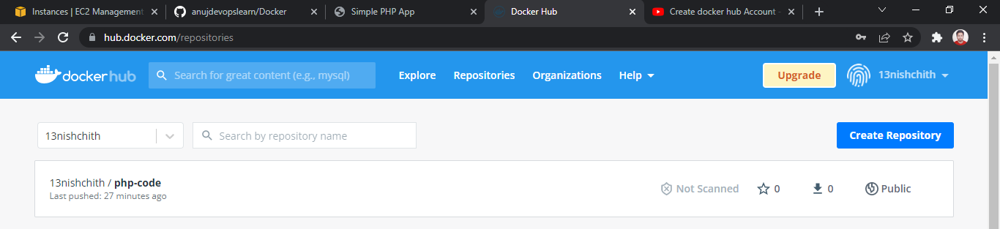 Instances | EC2 Management
anujdevopslearn/Docker
Simple PHP App
Docker Hub
Create docker hub Account -
hub.docker.com/repositories
docker hub
Search for great content (e.g., mysql)
Explore
Repositories
Organizations
Help
Upgrade
13nishchith
13nishchith
Search by repository name
Create Repository
13nishchith / php-code
Not Scanned
0
0
Public
Last pushed: 27 minutes ago